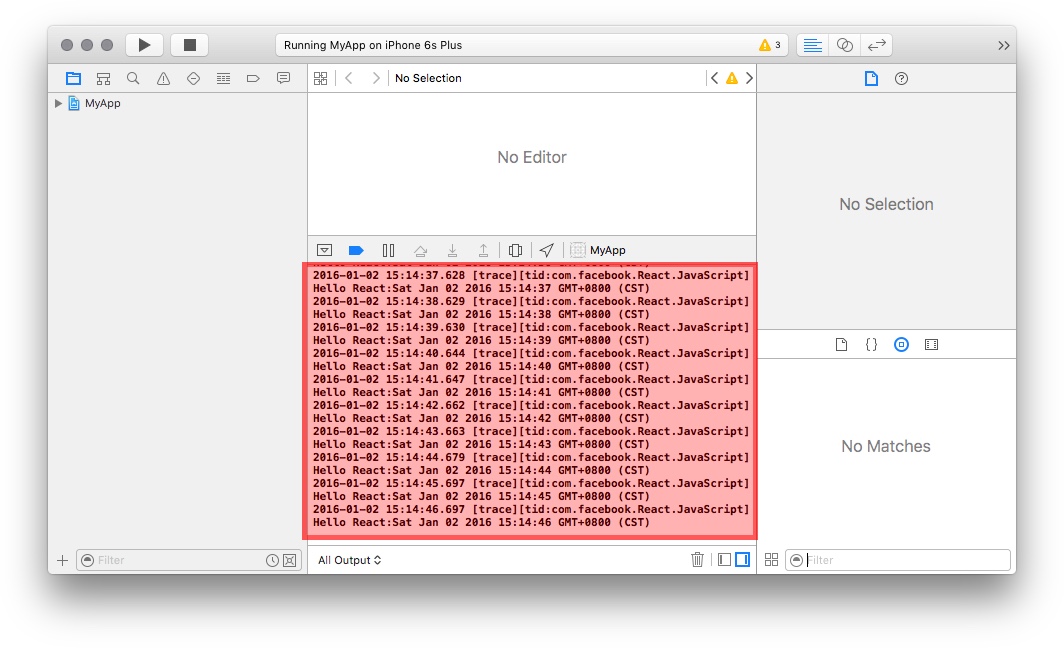 Running MyApp on iPhone 6s Plus
3
No Selection
MyApp
No Editor
No Selection
MyApp
2016-01-02 15:14:37.628 [trace][tid:com.facebook.React.JavaScript]
Hello React:Sat Jan 02 2016 15:14:37 GMT+0800 (CST)
2016-01-02 15:14:38.629 [trace][tid:com.facebook.React.JavaScript]
Hello React:Sat Jan 02 2016 15:14:38 GMT+0800 (CST)
2016-01-02 15:14:39.630 [trace][tid:com.facebook.React.JavaScript]
Hello React:Sat Jan 02 2016 15:14:39 GMT+0800 (CST)
2016-01-02 15:14:40.644 [trace][tid:com.facebook.React.JavaScript]
Hello React:Sat Jan 02 2016 15:14:40 GMT+0800 (CST)
2016-01-02 15:14:41.647 [trace][tid:com.facebook.React.JavaScript]
Hello React:Sat Jan 02 2016 15:14:41 GMT+0800 (CST)
2016-01-02 15:14:42.662 [trace][tid:com.facebook.React.JavaScript]
Hello React:Sat Jan 02 2016 15:14:42 GMT+0800 (CST)
2016-01-02 15:14:43.663 [trace][tid:com.facebook.React.JavaScript]
Hello React:Sat Jan 02 2016 15:14:43 GMT+0800 (CST)
2016-01-02 15:14:44.679 [trace][tid:com.facebook.React.JavaScript]
Hello React:Sat Jan 02 2016 15:14:44 GMT+0800 (CST)
2016-01-02 15:14:45.697 [trace][tid:com.facebook.React.JavaScript]
Hello React:Sat Jan 02 2016 15:14:45 GMT+0800 (CST)
2016-01-02 15:14:46.697 [trace][tid:com.facebook.React.JavaScript]
Hello React:Sat Jan 02 2016 15:14:46 GMT+0800 (CST)
No Matches
Filter
All Output
Filter